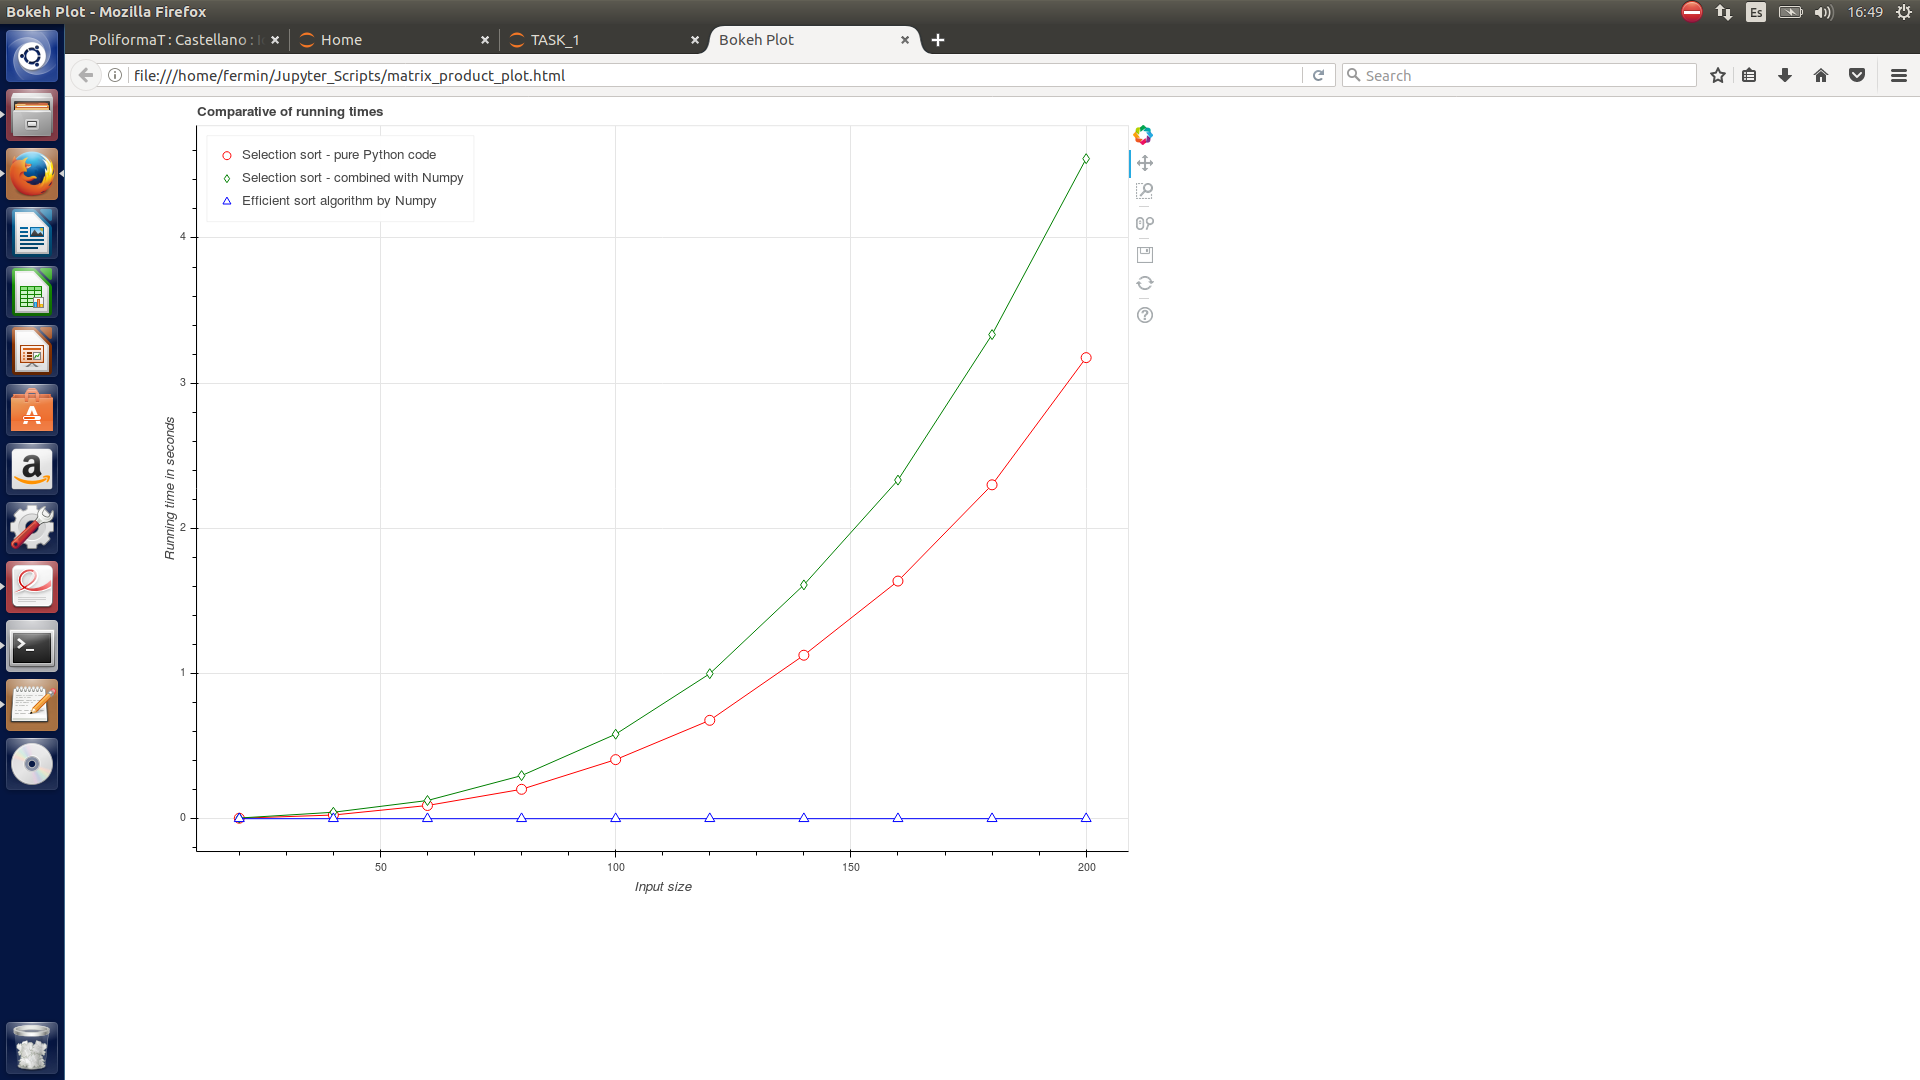 Bokeh Plot - Mozilla Firefox
Es
16:49
PoliformaT : Castellano :
Home
TASK_1
Bokeh Plot
file:///home/fermin/Jupyter_Scripts/matrix_product_plot.html
Search
Comparative of running times
Selection sort - pure Python code
Selection sort - combined with Numpy
Efficient sort algorithm by Numpy
4
3
2
1
0
Running time in seconds
50
100
150
200
Input size